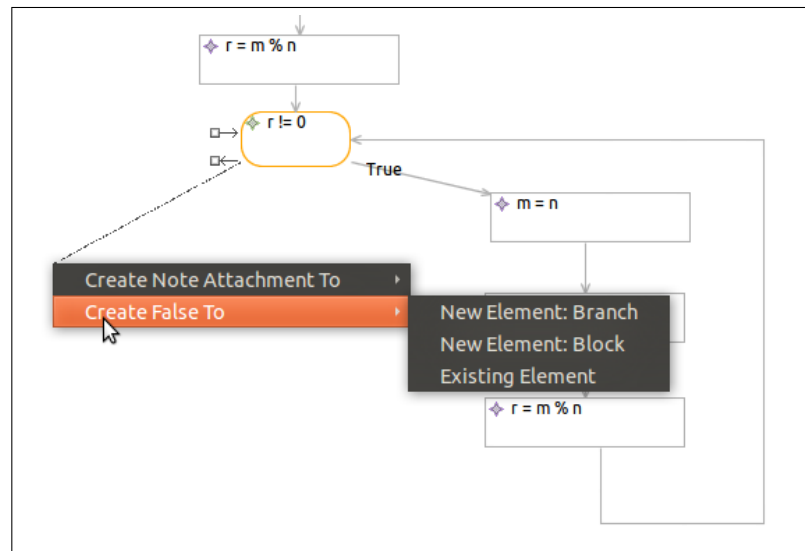 r = m % n
r != 0
True
m = n
Create Note Attachment To
Create False To
New Element: Branch
New Element: Block
Existing Element
r = m % n